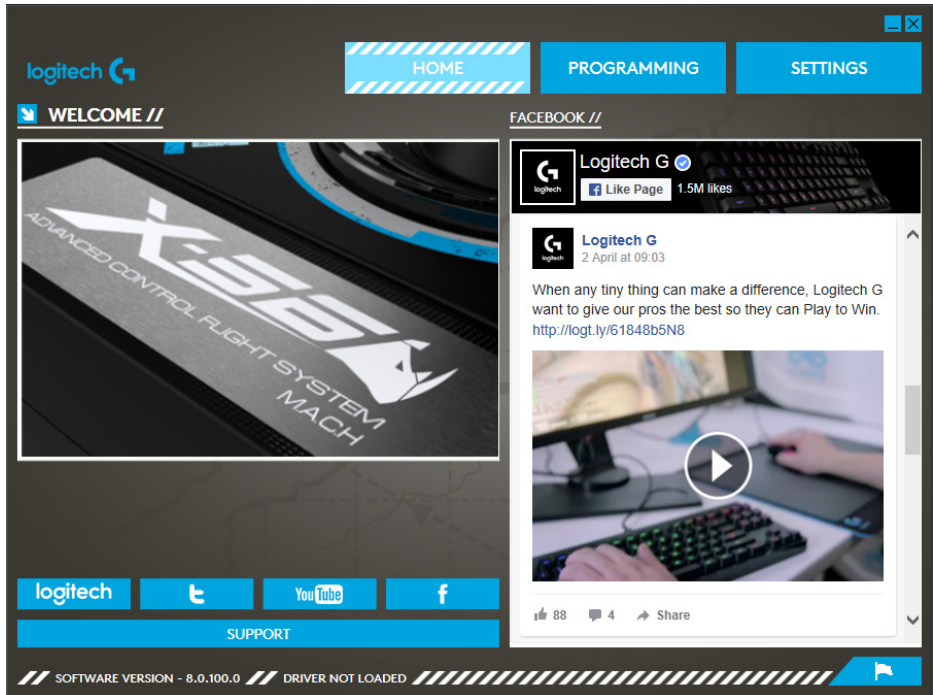 logitech G
HOME
PROGRAMMING
SETTINGS
WELCOME //
FACEBOOK //
X-56
ADVANCED CONTROL FLIGHT SYSTEM
MACH
logitech
Logitech G
Like Page
1.5M likes
logitech
Logitech G
2 April at 09:03
When any tiny thing can make a difference, Logitech G
want to give our pros the best so they can Play to Win.
http://logt.ly/61848b5N8
88
4
Share
logitech
t
YouTube
f
SUPPORT
// SOFTWARE VERSION - 8.0.100.0 // DRIVER NOT LOADED